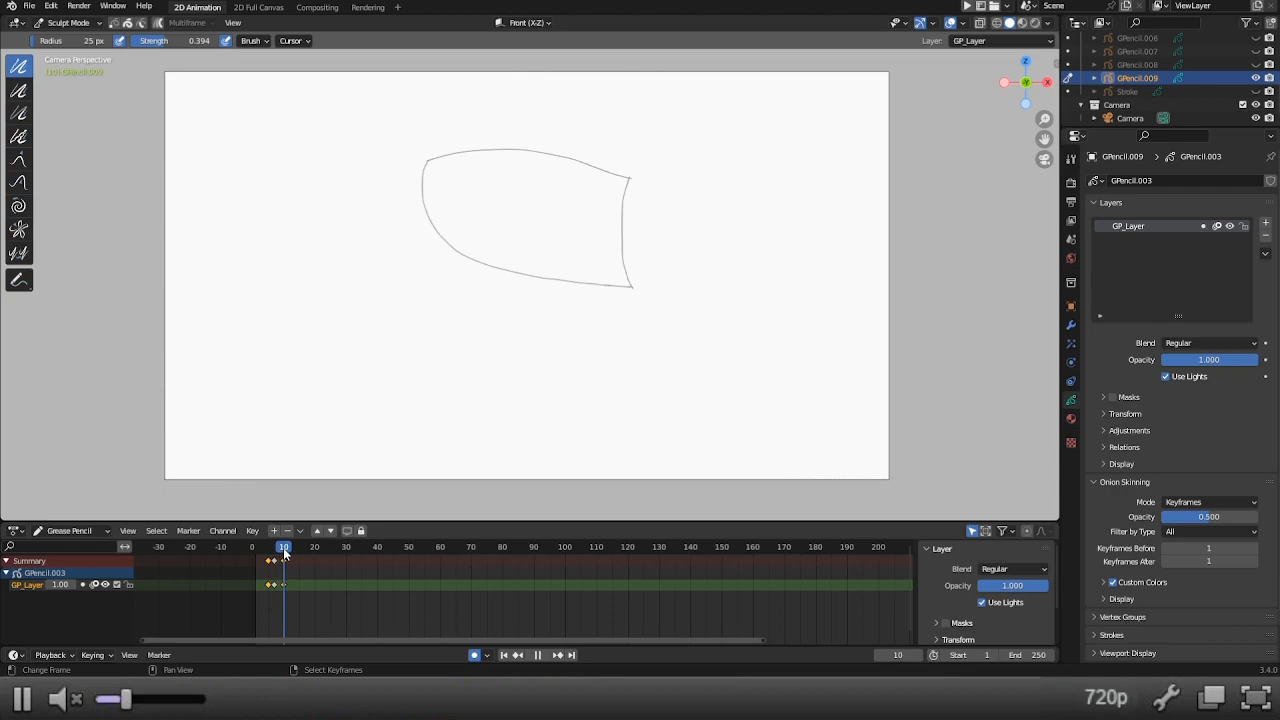 File Edit Render Window Help 2D Animation 2D Full Canvas Compositing Rendering + Scene ViewLayer
Sculpt Mode Multiframe View Front (X-Z)
Radius 25 px Strength 0.394 Brush Cursor Layer: GP_Layer
Camera Perspective
(10) GPencil.009
Z
X
-Y
GPencil.006
GPencil.007
GPencil.008
GPencil.009
Stroke
Camera
Camera
GPencil.009 > GPencil.003
GPencil.003
Layers
GP_Layer
Blend Regular
Opacity 1.000
Use Lights
Masks
Transform
Adjustments
Relations
Display
Onion Skinning
Mode Keyframes
Opacity 0.500
Filter by Type All
Keyframes Before 1
Keyframes After 1
Custom Colors
Display
Vertex Groups
Strokes
Viewport Display
Grease Pencil View Select Marker Channel Key
-30 -20 -10 0 10 20 30 40 50 60 70 80 90 100 110 120 130 140 150 160 170 180 190 200
Summary
GPencil.003
GP_Layer 1.00
Layer
Blend Regular
Opacity 1.000
Use Lights
Masks
Transform
Playback Keying View Marker 10 Start 1 End 250
Change Frame Pan View Select Keyframes 3.4.0
720p